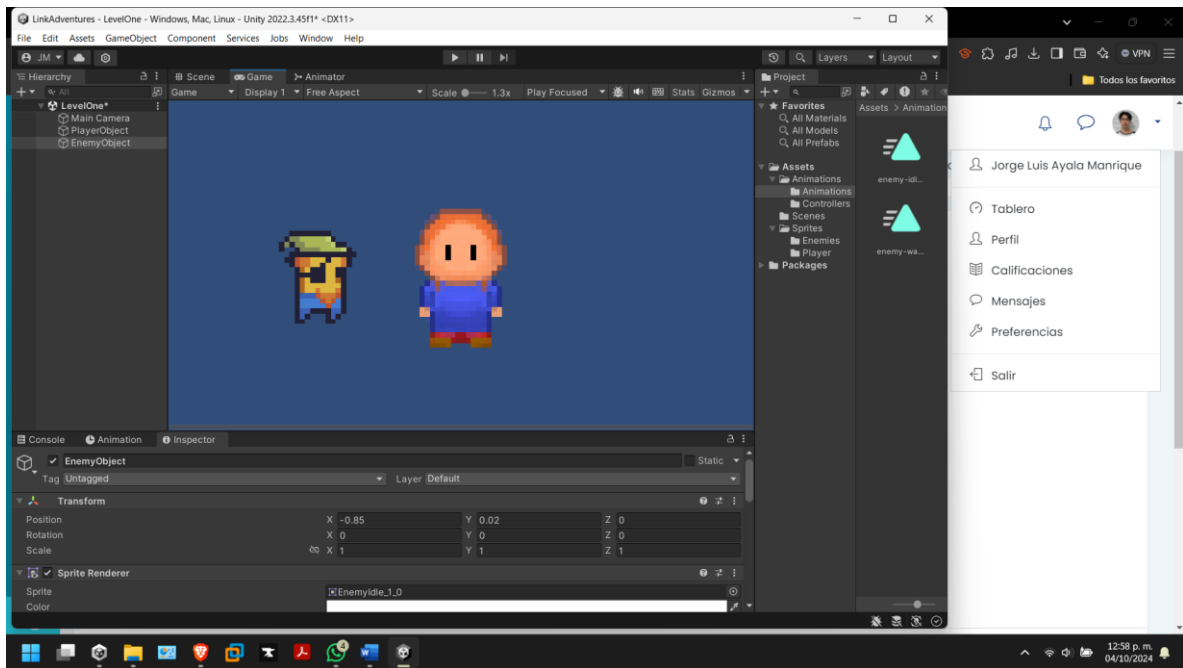 LinkAdventures - LevelOne - Windows, Mac, Linux - Unity 2022.3.45f1* <DX11>
File Edit Assets GameObject Component Services Jobs Window Help
JM
Layers
Layout
Hierarchy
All
LevelOne*
Main Camera
PlayerObject
EnemyObject
Scene
Game
Animator
Game
Display 1
Free Aspect
Scale
1.3x
Play Focused
Stats
Gizmos
Project
Favorites
All Materials
All Models
All Prefabs
Assets
Animations
Animations
Controllers
Scenes
Sprites
Enemies
Player
Packages
Assets > Animation
enemy-idl...
enemy-wa...
Console
Animation
Inspector
EnemyObject
Static
Tag Untagged
Layer Default
Transform
Position X -0.85 Y 0.02 Z 0
Rotation X 0 Y 0 Z 0
Scale X 1 Y 1 Z 1
Sprite Renderer
Sprite EnemyIdle_1_0
Color
VPN
Todos los favoritos
Jorge Luis Ayala Manrique
Tablero
Perfil
Calificaciones
Mensajes
Preferencias
Salir
4
12:58 p. m.
04/10/2024